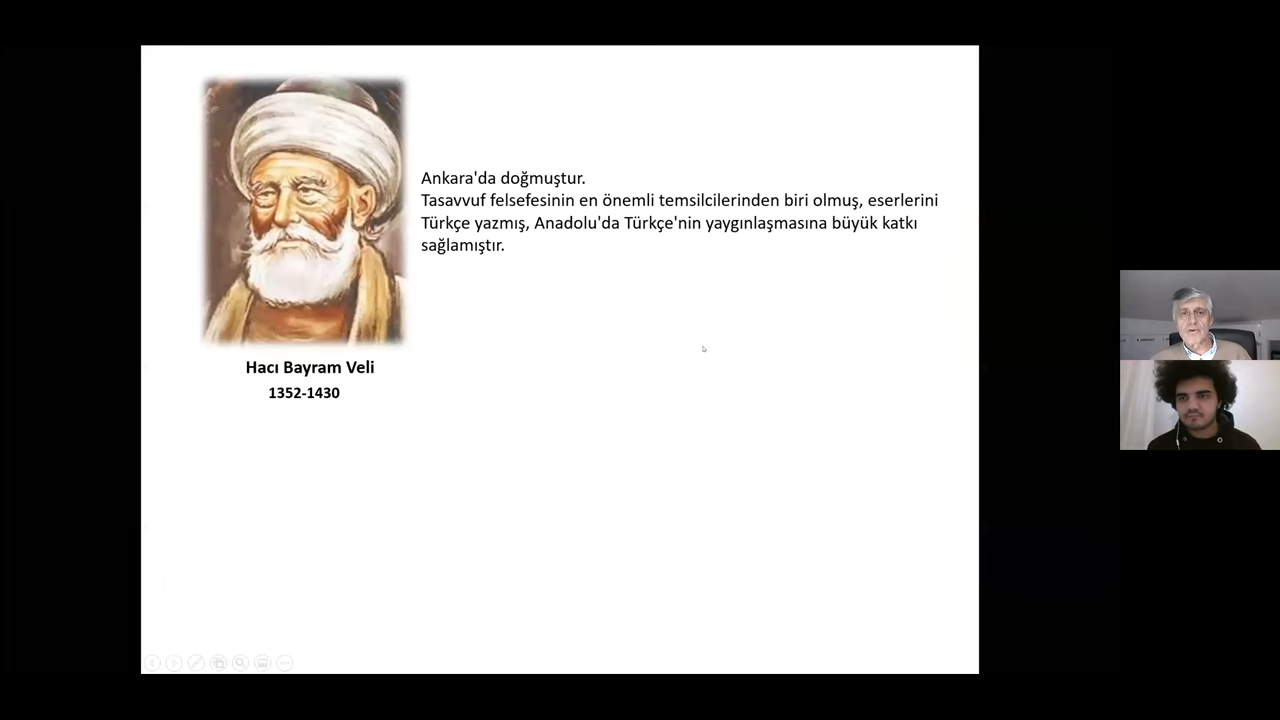 Ankara'da doğmuştur.
Tasavvuf felsefesinin en önemli temsilcilerinden biri olmuş, eserlerini
Türkçe yazmış, Anadolu'da Türkçe'nin yaygınlaşmasına büyük katkı
sağlamıştır.
Hacı Bayram Veli
1352-1430